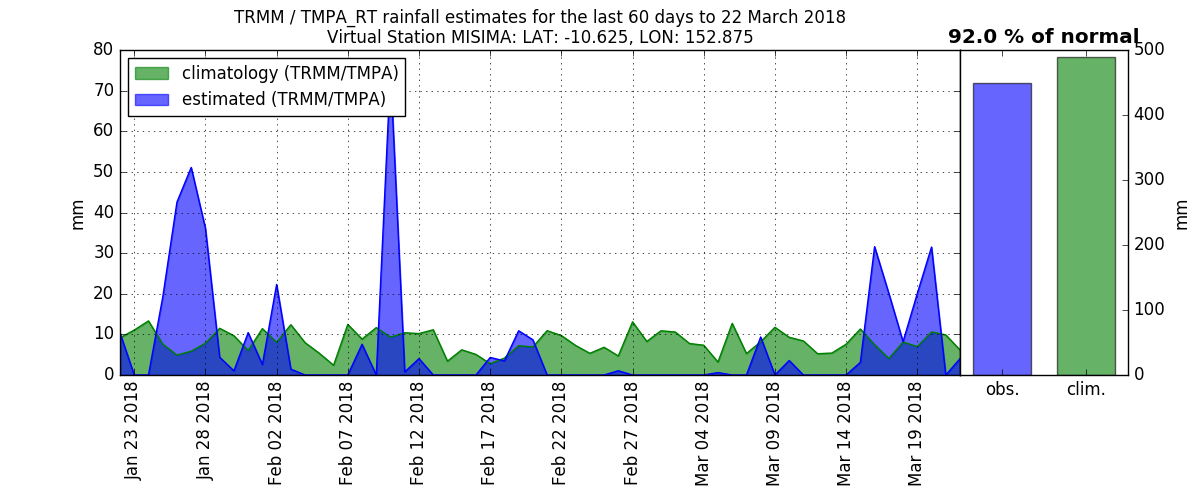 TRMM / TMPA_RT rainfall estimates for the last 60 days to 22 March 2018
Virtual Station MISIMA: LAT: -10.625, LON: 152.875
92.0 % of normal
climatology (TRMM/TMPA)
estimated (TRMM/TMPA)
mm
80
70
60
50
40
30
20
10
0
Jan 23 2018
Jan 28 2018
Feb 02 2018
Feb 07 2018
Feb 12 2018
Feb 17 2018
Feb 22 2018
Feb 27 2018
Mar 04 2018
Mar 09 2018
Mar 14 2018
Mar 19 2018
obs.
clim.
500
400
300
200
100
0
mm